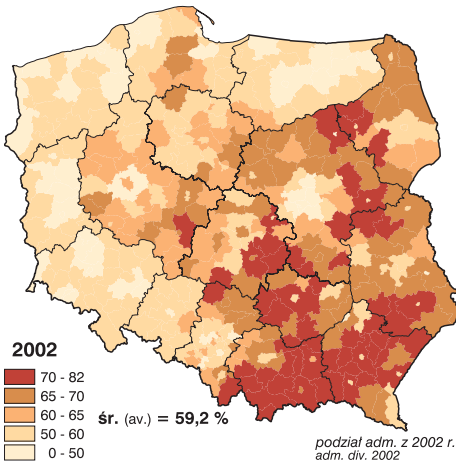 2002
70 - 82
65 - 70
60 - 65
50 - 60
0 - 50
śr. (av.) = 59,2 %
podział adm. z 2002 r.
adm. div. 2002